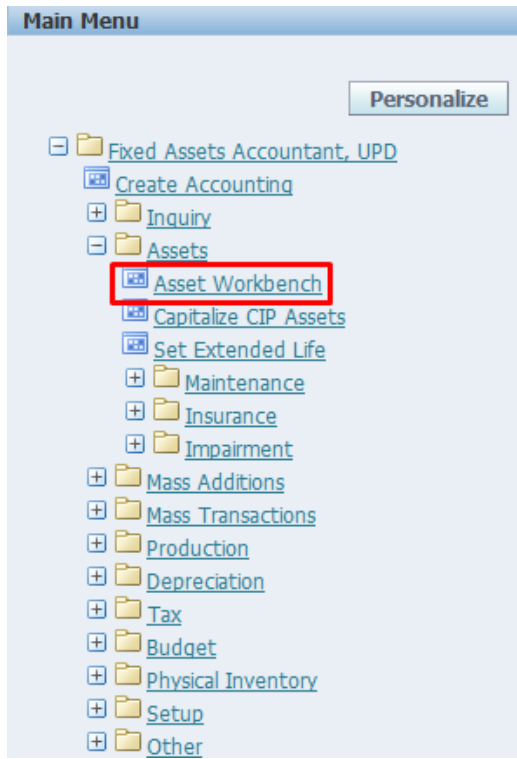 Main Menu
Personalize
Fixed Assets Accountant, UPD
Create Accounting
Inquiry
Assets
Asset Workbench
Capitalize CIP Assets
Set Extended Life
Maintenance
Insurance
Impairment
Mass Additions
Mass Transactions
Production
Depreciation
Tax
Budget
Physical Inventory
Setup
Other